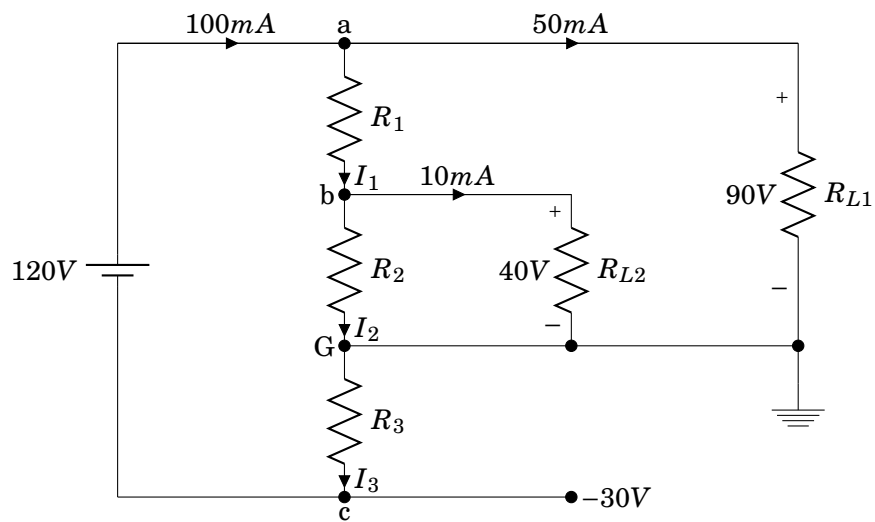 100mA a 50mA
+
R1
I1
b 10mA
+
90V RL1
120V R2 40V RL2
−
− I2
G
R3
I3
−30V
c